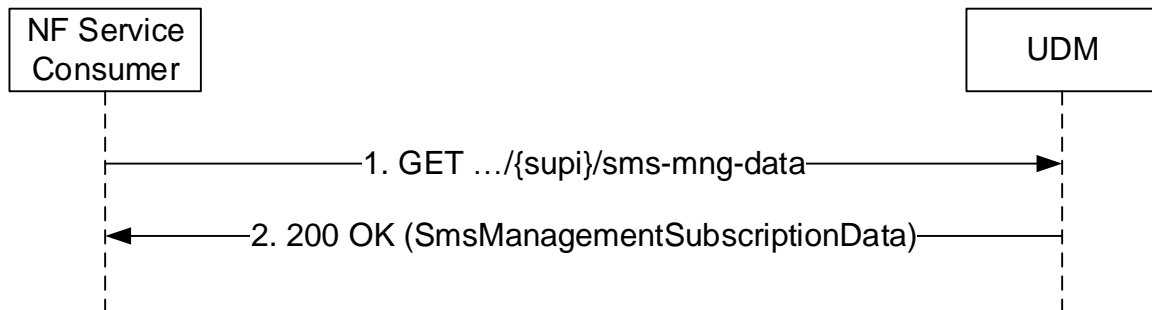 NF Service
Consumer
UDM
1. GET …/{supi}/sms-mng-data
2. 200 OK (SmsManagementSubscriptionData)